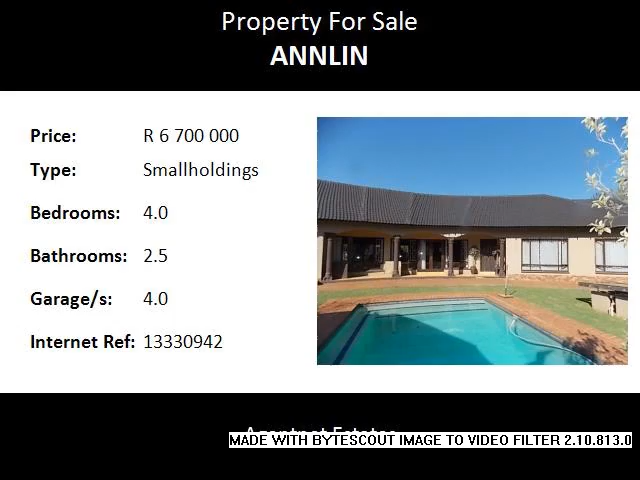 Property For Sale
ANNLIN
Price: R 6 700 000
Type: Smallholdings
Bedrooms: 4.0
Bathrooms: 2.5
Garage/s: 4.0
Internet Ref: 13330942
MADE WITH BYTESCOUT IMAGE TO VIDEO FILTER 2.10.813.0